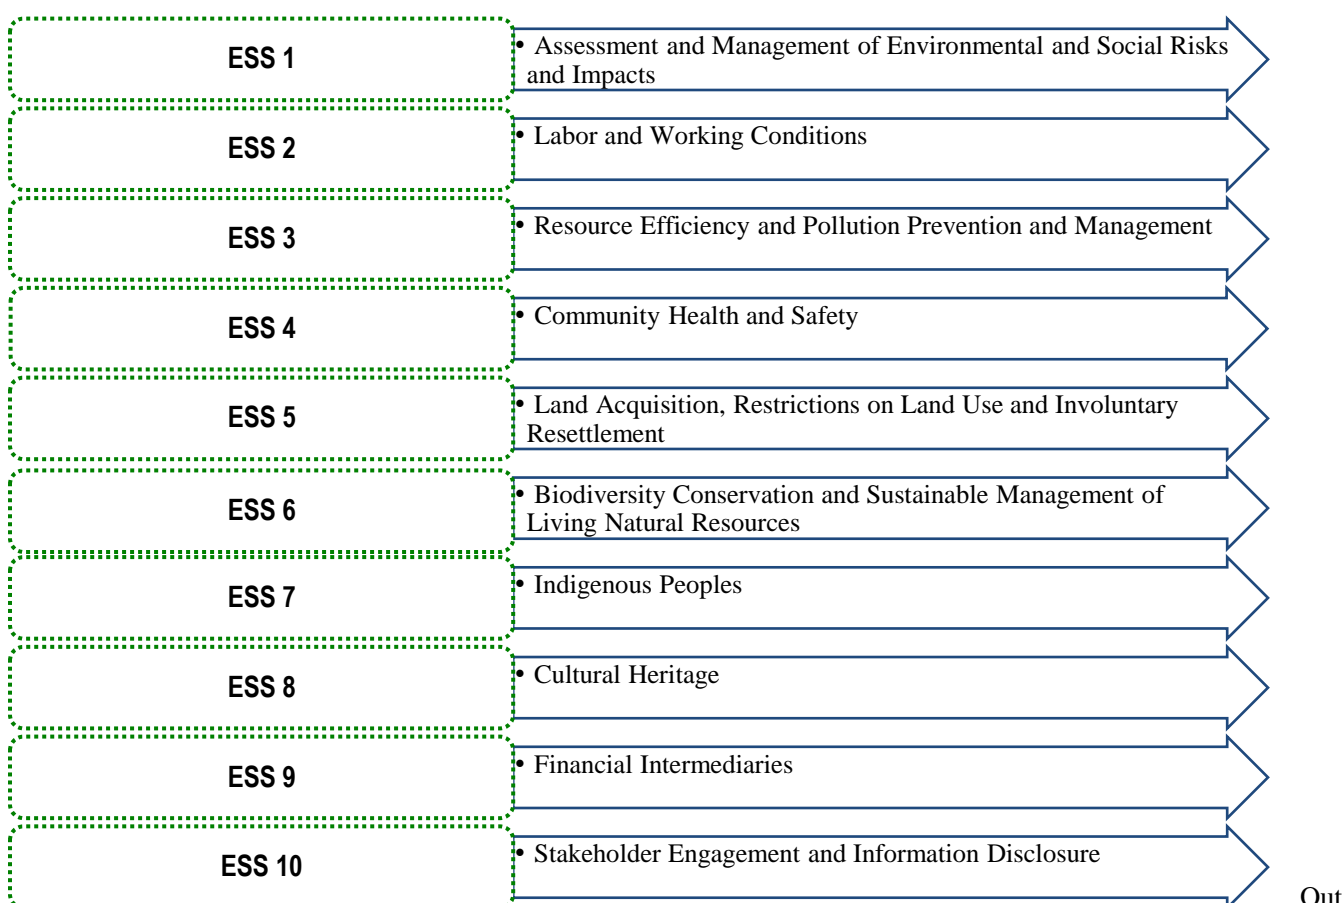 ESS 1
• Assessment and Management of Environmental and Social Risks
and Impacts
ESS 2
• Labor and Working Conditions
ESS 3
• Resource Efficiency and Pollution Prevention and Management
ESS 4
• Community Health and Safety
ESS 5
• Land Acquisition, Restrictions on Land Use and Involuntary
Resettlement
ESS 6
• Biodiversity Conservation and Sustainable Management of
Living Natural Resources
ESS 7
• Indigenous Peoples
ESS 8
• Cultural Heritage
ESS 9
• Financial Intermediaries
ESS 10
• Stakeholder Engagement and Information Disclosure
Out